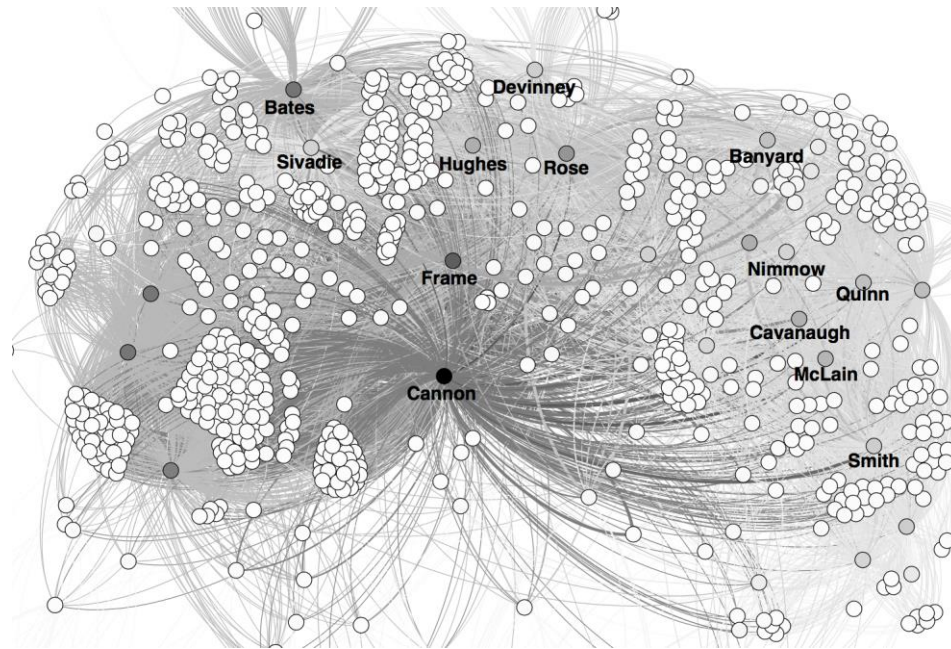 Devinney
Bates
Sivadie
Hughes
Rose
Banyard
Frame
Nimmow
Quinn
Cavanaugh
McLain
Cannon
Smith